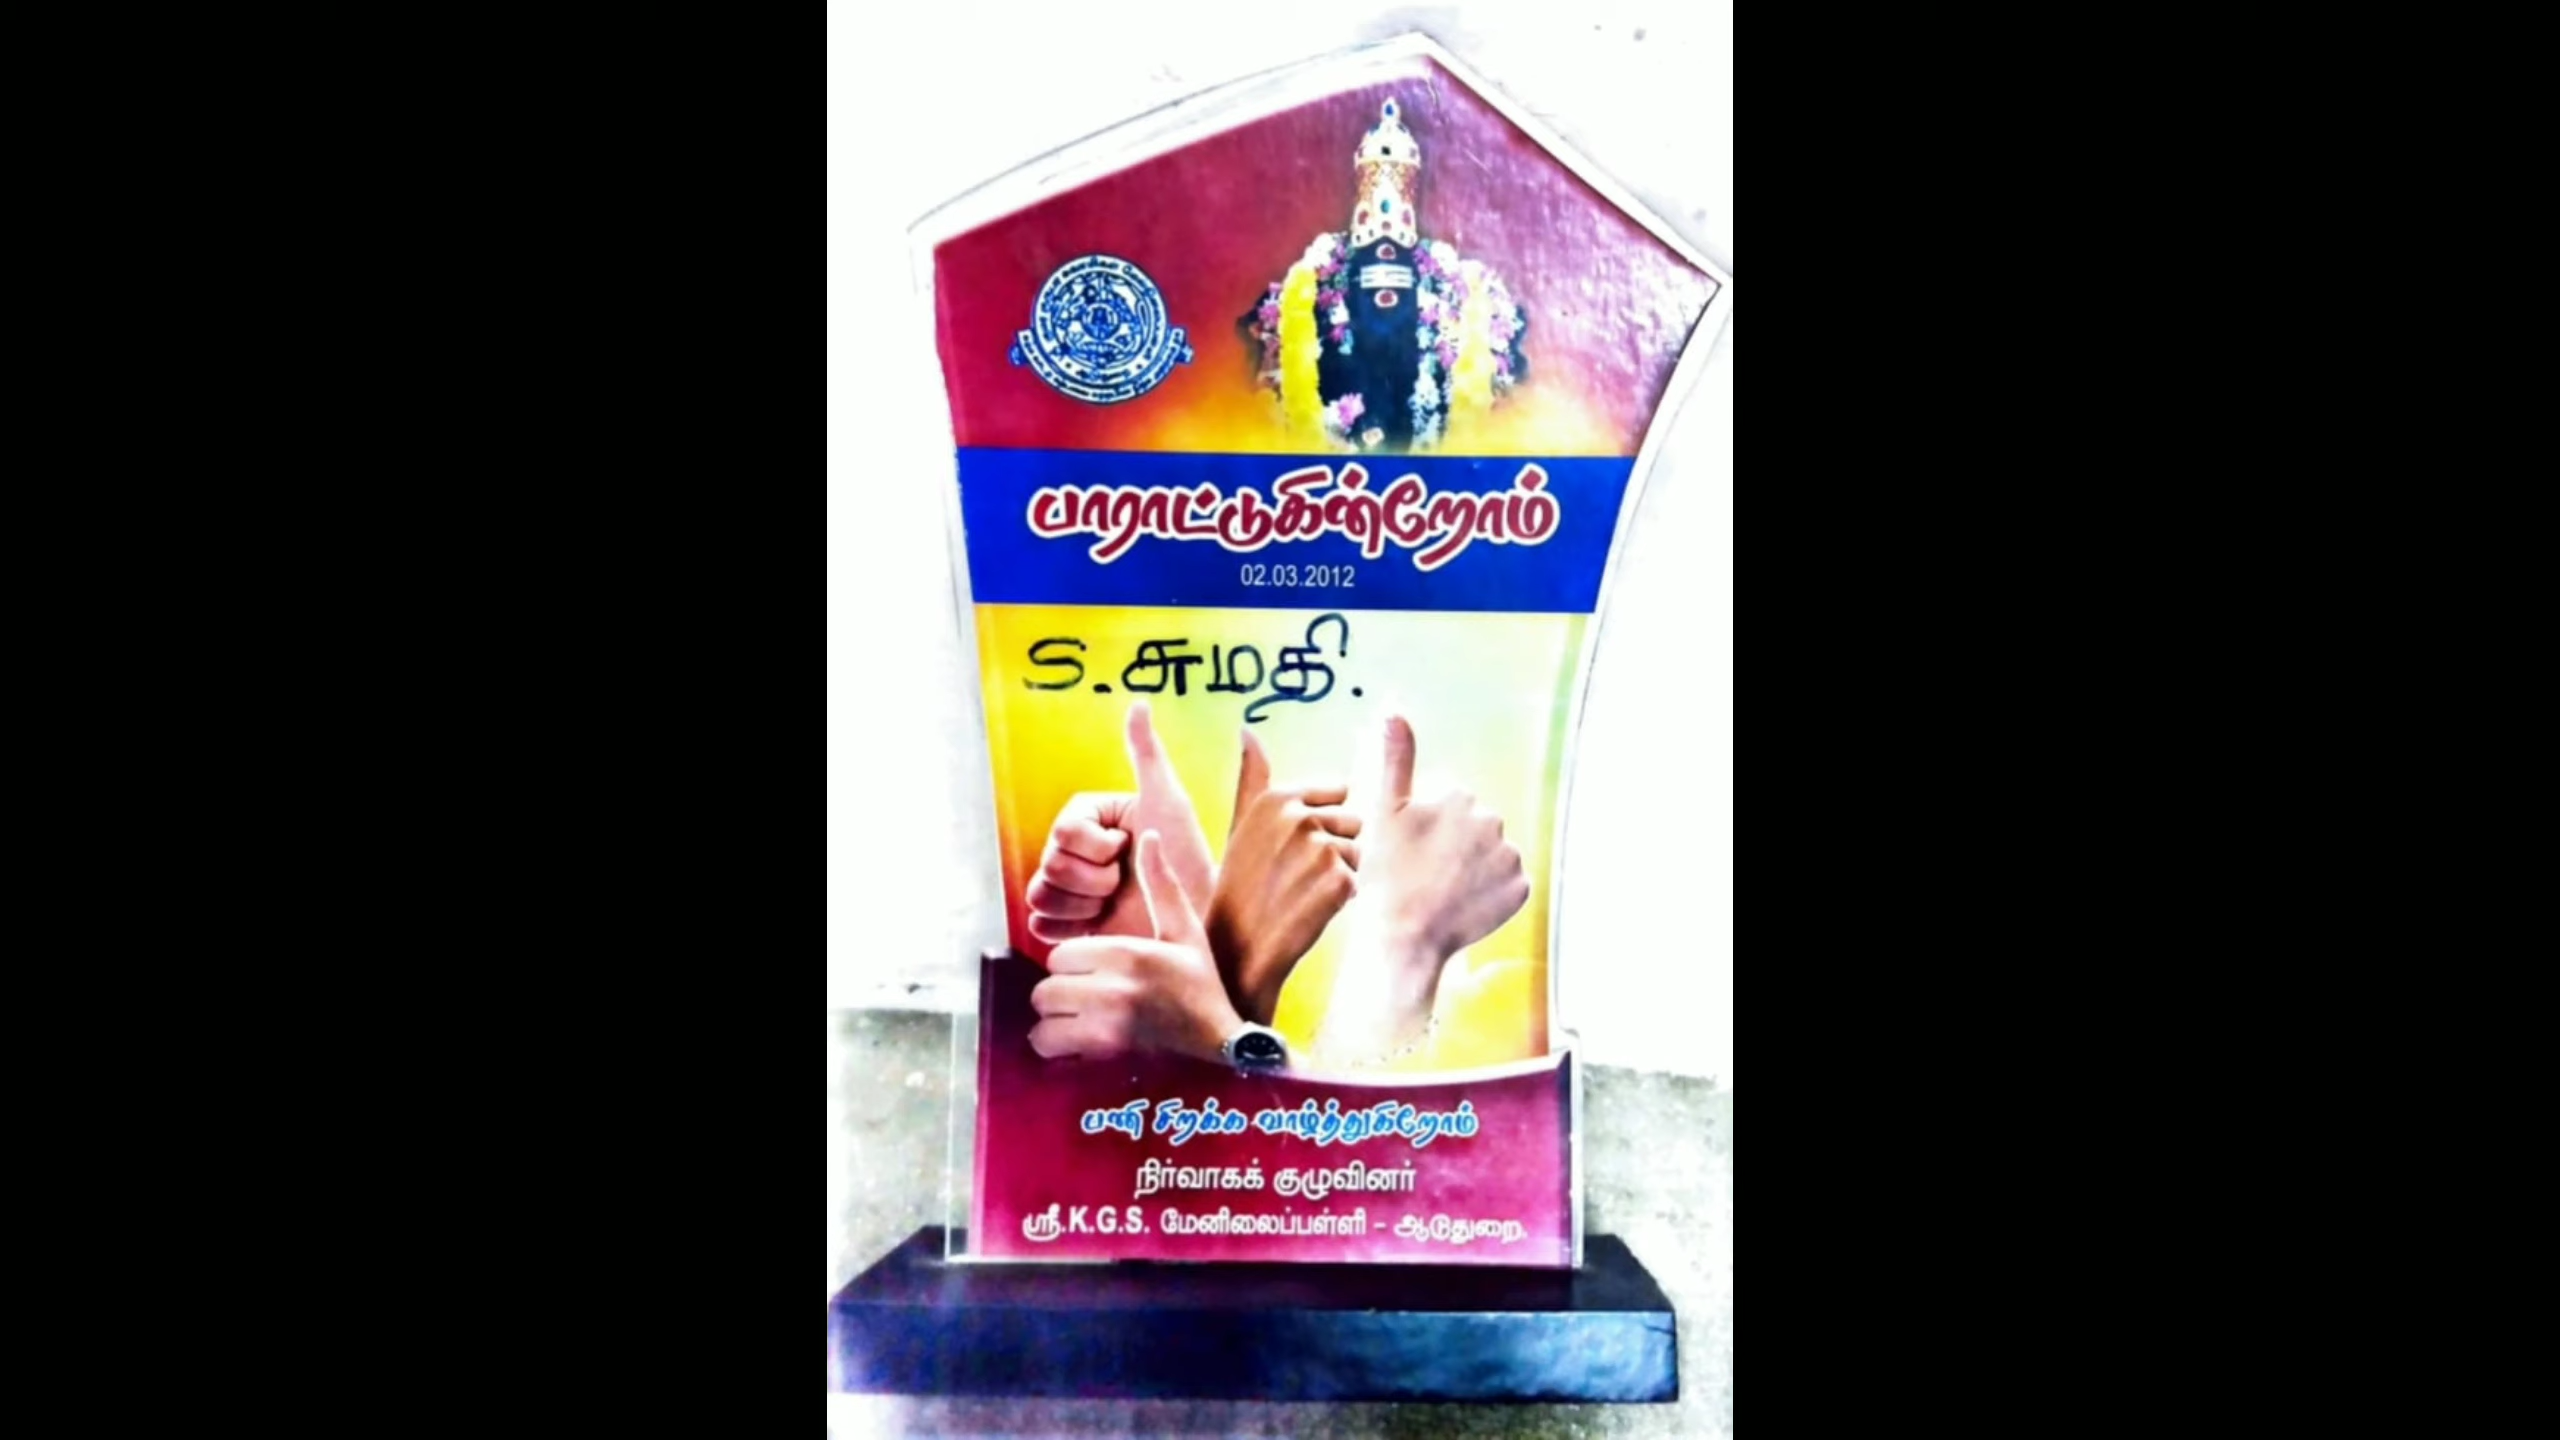 பாராட்டுகின்றோம்
02.03.2012
S. சுமதி.
பணி சிறக்க வாழ்த்துகிறோம்
நிர்வாகக் குழுவினர்
ஸ்ரீ.K.G.S. மேனிலைப்பள்ளி - ஆடுதுறை.